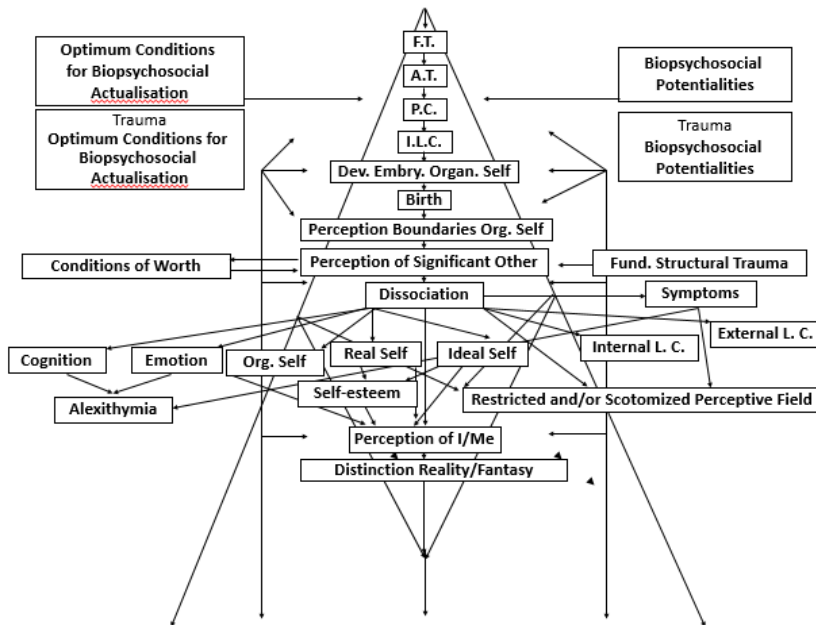 F.T.
Optimum Conditions
for Biopsychosocial
Actualisation
A.T.
Biopsychosocial
Potentialities
P.C.
Trauma
Optimum Conditions for
Biopsychosocial
Actualisation
I.L.C.
Trauma
Biopsychosocial
Potentialities
Dev. Embry. Organ. Self
Birth
Perception Boundaries Org. Self
Conditions of Worth
Perception of Significant Other
Fund. Structural Trauma
Dissociation
Symptoms
External L. C.
Cognition
Emotion
Org. Self
Real Self
Ideal Self
Internal L. C.
Alexithymia
Self-esteem
Restricted and/or Scotomized Perceptive Field
Perception of I/Me
Distinction Reality/Fantasy